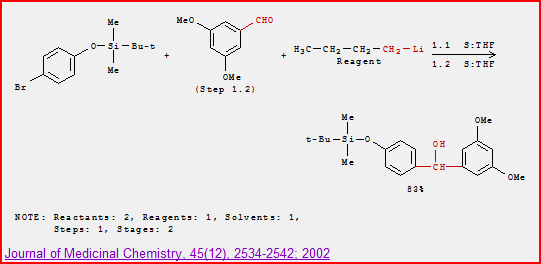 Me
O—Si—Bu-t
Me
Br
+
MeO
CHO
OMe
(Step 1.2)
+
H₃C—CH₂—CH₂—CH₂—Li
Reagent
1.1 S:THF
1.2 S:THF
Me
t-Bu—Si—O
Me
OH
CH
OMe
OMe
83%
NOTE: Reactants: 2, Reagents: 1, Solvents: 1,
Steps: 1, Stages: 2
Journal of Medicinal Chemistry, 45(12), 2534-2542; 2002